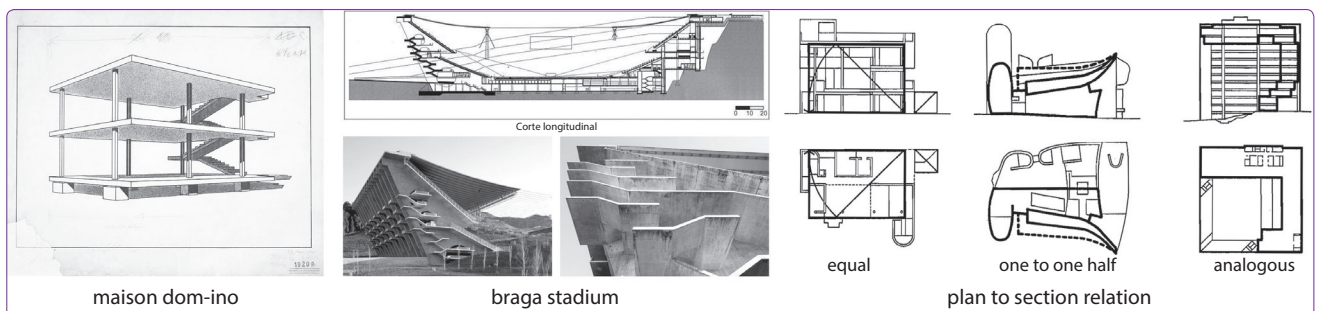 Corte longitudinal
0 10 20
equal
one to one half
analogous
maison dom-ino
braga stadium
plan to section relation